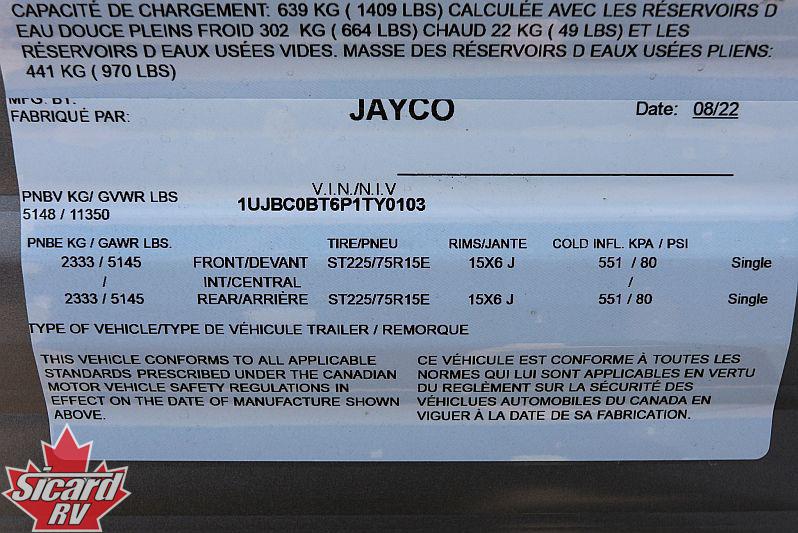 CAPACITÉ DE CHARGEMENT: 639 KG ( 1409 LBS) CALCULÉE AVEC LES RÉSERVOIRS D
EAU DOUCE PLEINS FROID 302 KG ( 664 LBS) CHAUD 22 KG ( 49 LBS) ET LES
RÉSERVOIRS D EAUX USÉES VIDES. MASSE DES RÉSERVOIRS D EAUX USÉES PLIENS:
441 KG ( 970 LBS)
MFG. BY:
FABRIQUÉ PAR: JAYCO Date: 08/22
V.I.N./N.I.V
PNBV KG/ GVWR LBS 1UJBC0BT6P1TY0103
5148 / 11350
PNBE KG / GAWR LBS. TIRE/PNEU RIMS/JANTE COLD INFL. KPA / PSI
2333 / 5145 FRONT/DEVANT ST225/75R15E 15X6 J 551 / 80 Single
/ INT/CENTRAL /
2333 / 5145 REAR/ARRIÈRE ST225/75R15E 15X6 J 551 / 80 Single
TYPE OF VEHICLE/TYPE DE VÉHICULE TRAILER / REMORQUE
THIS VEHICLE CONFORMS TO ALL APPLICABLE
STANDARDS PRESCRIBED UNDER THE CANADIAN
MOTOR VEHICLE SAFETY REGULATIONS IN
EFFECT ON THE DATE OF MANUFACTURE SHOWN
ABOVE.
CE VÉHICULE EST CONFORME À TOUTES LES
NORMES QUI LUI SONT APPLICABLES EN VERTU
DU REGLÈMENT SUR LA SÉCURITÉ DES
VÉHICLUES AUTOMOBILES DU CANADA EN
VIGUER À LA DATE DE SA FABRICATION.
Sicard
RV